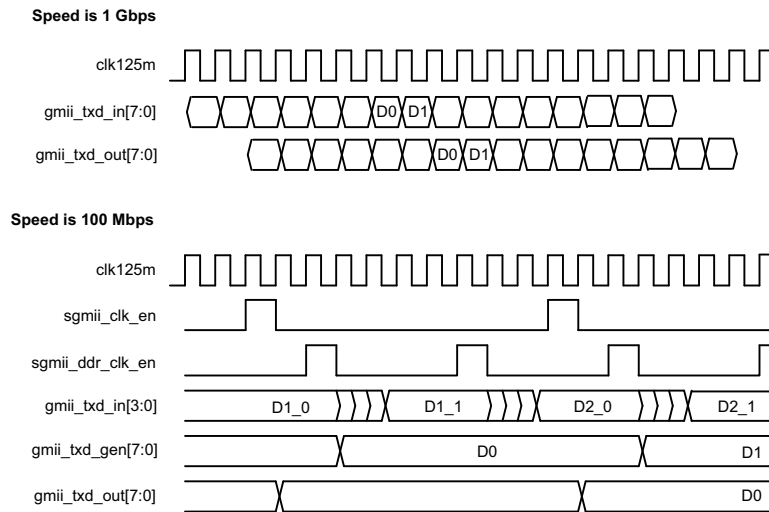 Speed is 1 Gbps
clk125m
gmii_txd_in[7:0] D0 D1
gmii_txd_out[7:0] D0 D1
Speed is 100 Mbps
clk125m
sgmii_clk_en
sgmii_ddr_clk_en
gmii_txd_in[3:0] D1_0 D1_1 D2_0 D2_1
gmii_txd_gen[7:0] D0 D1
gmii_txd_out[7:0] D0